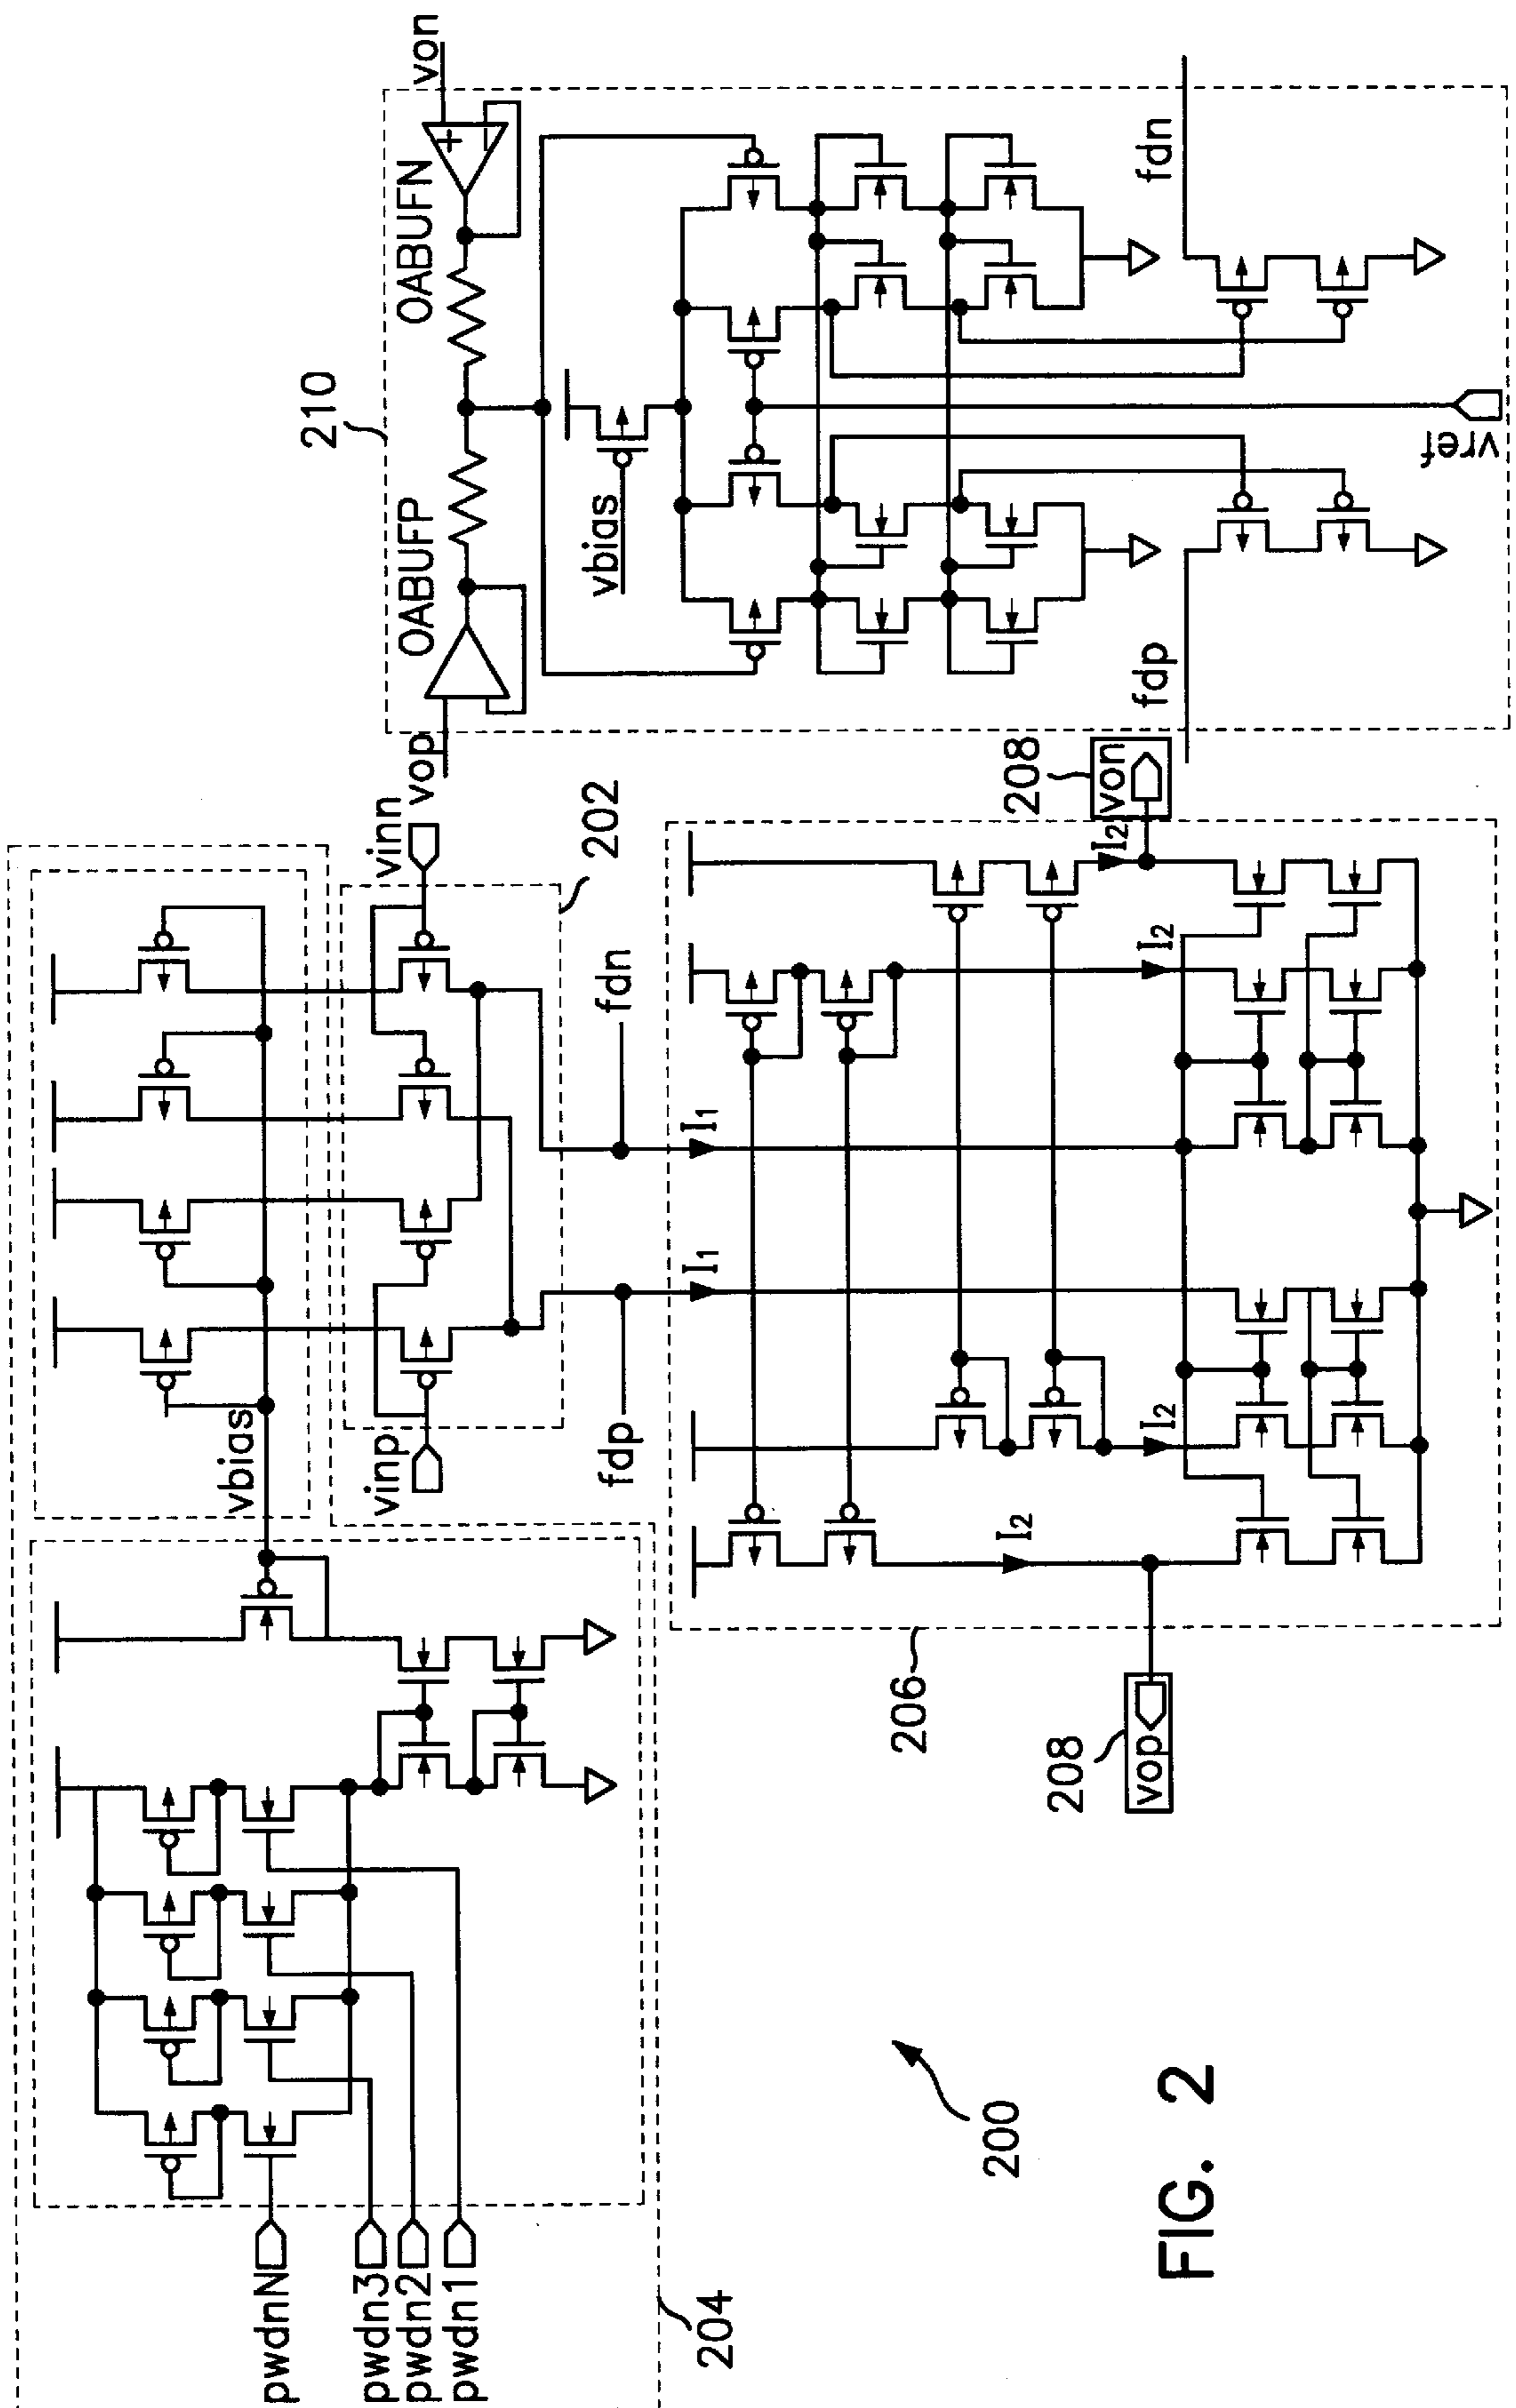 pwdnN
pwdn3
pwdn2
pwdn1
204
vbias
vinp
vinn
202
fdp
fdn
I1
I1
I2
I2
I2
I2
206
208
vop
208
von
210
vop
OABUFP
OABUFN
von
+
−
vbias
vref
fdp
fdn
200
FIG. 2